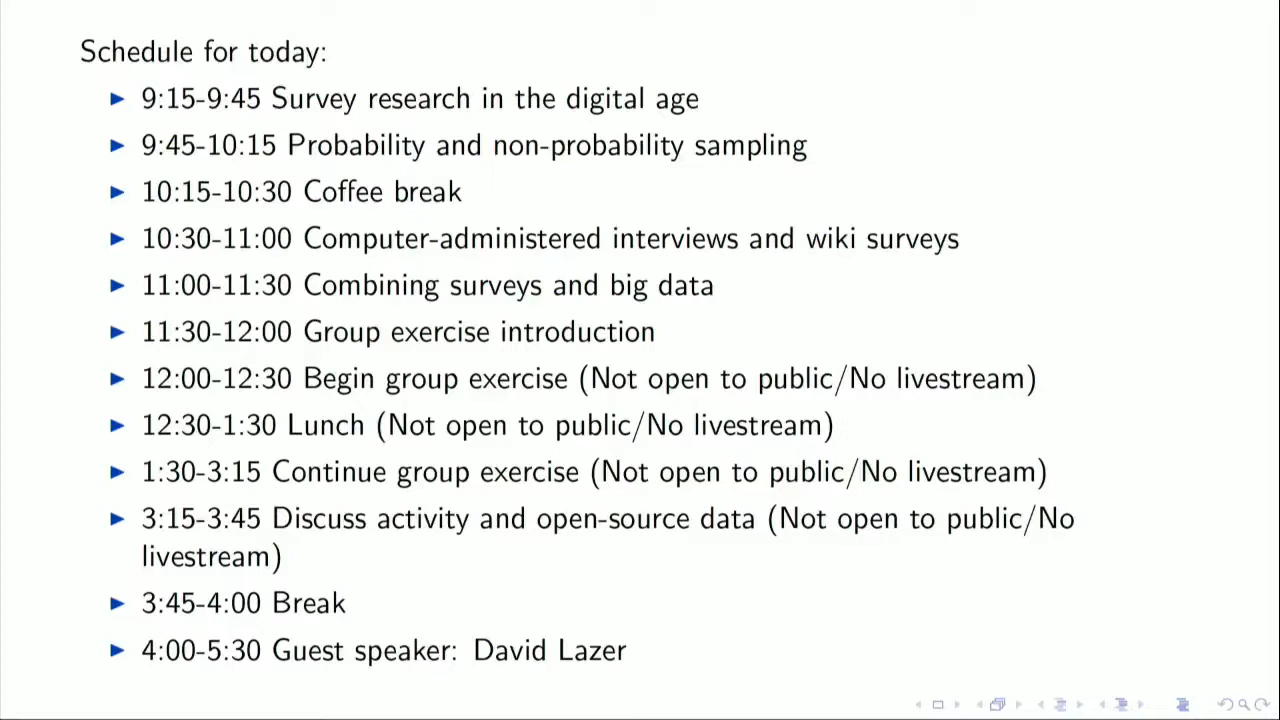 Schedule for today:
9:15-9:45 Survey research in the digital age
9:45-10:15 Probability and non-probability sampling
10:15-10:30 Coffee break
10:30-11:00 Computer-administered interviews and wiki surveys
11:00-11:30 Combining surveys and big data
11:30-12:00 Group exercise introduction
12:00-12:30 Begin group exercise (Not open to public/No livestream)
12:30-1:30 Lunch (Not open to public/No livestream)
1:30-3:15 Continue group exercise (Not open to public/No livestream)
3:15-3:45 Discuss activity and open-source data (Not open to public/No
livestream)
3:45-4:00 Break
4:00-5:30 Guest speaker: David Lazer